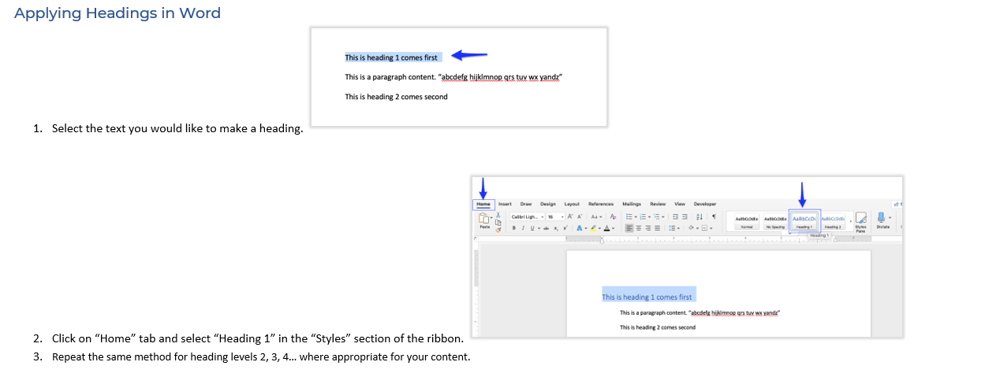 Applying Headings in Word
This is heading 1 comes first
This is a paragraph content. “abcdefg hijklmnop qrs tuv wx yandz”
This is heading 2 comes second
1. Select the text you would like to make a heading.
Home Insert Draw Design Layout References Mailings Review View Developer
Calibri Ligh... 16 A A Aa A
AaBbCcDdEe AaBbCcDdEe AaBbCcDc AaBbCcDdEe
Paste B I U ab x, x² A A Normal No Spacing Heading 1 Heading 2 Styles Pane Dictate
Heading 1
This is heading 1 comes first
This is a paragraph content. “abcdefg hijklmnop qrs tuv wx yandz”
This is heading 2 comes second
2. Click on “Home” tab and select “Heading 1” in the “Styles” section of the ribbon.
3. Repeat the same method for heading levels 2, 3, 4... where appropriate for your content.